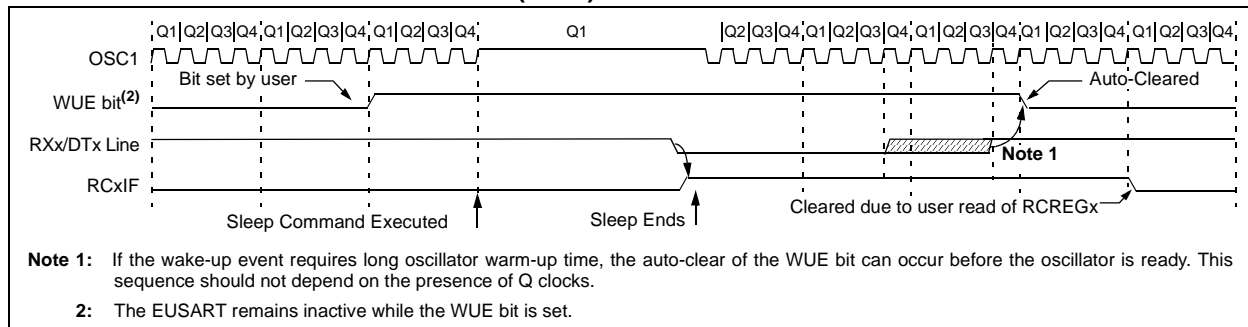 Q1 Q2 Q3 Q4 Q1 Q2 Q3 Q4 Q1 Q2 Q3 Q4 Q1 Q2 Q3 Q4 Q1 Q2 Q3 Q4 Q1 Q2 Q3 Q4 Q1 Q2 Q3 Q4 Q1 Q2 Q3 Q4
OSC1
Bit set by user
Auto-Cleared
WUE bit(2)
RXx/DTx Line
Note 1
RCxIF
Sleep Command Executed
Sleep Ends
Cleared due to user read of RCREGx
Note 1: If the wake-up event requires long oscillator warm-up time, the auto-clear of the WUE bit can occur before the oscillator is ready. This
sequence should not depend on the presence of Q clocks.
2: The EUSART remains inactive while the WUE bit is set.